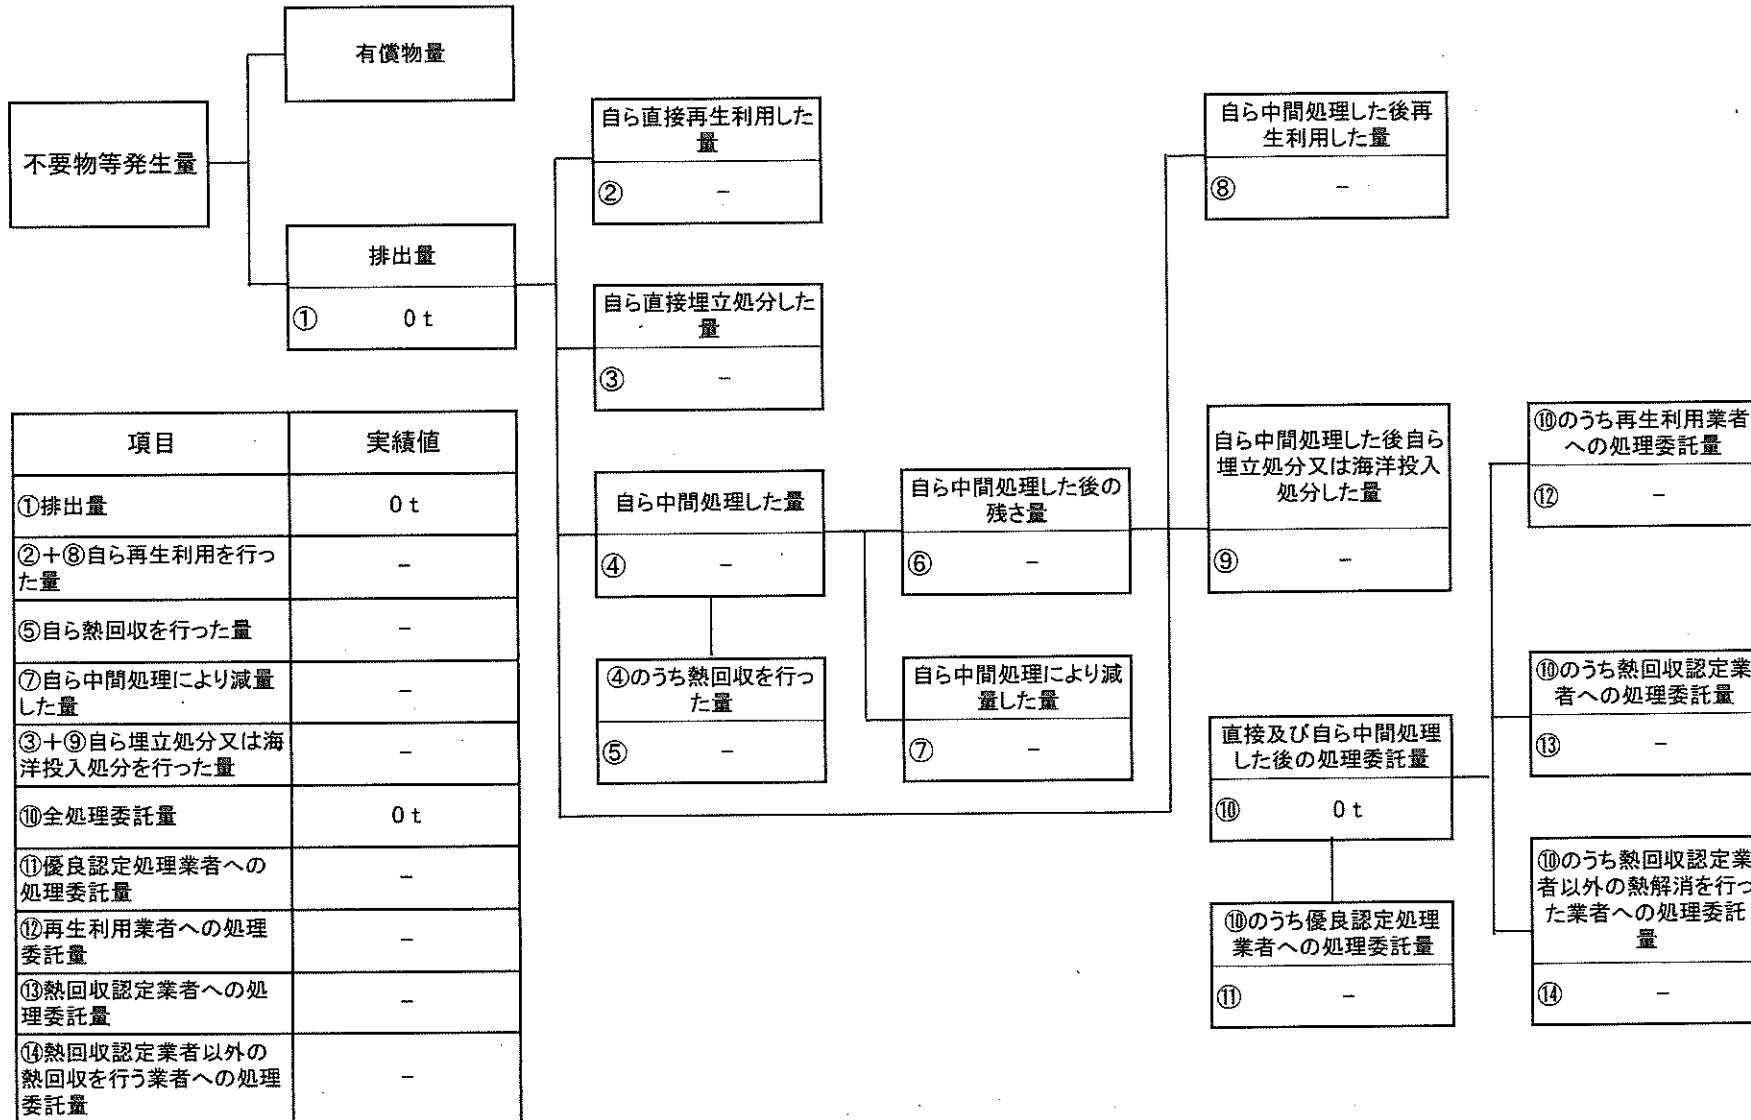 有償物量
不要物等発生量
排出量
① 0 t
自ら直接再生利用した
量
② －
自ら直接埋立処分した
量
③ －
自ら中間処理した量
④ －
④のうち熱回収を行っ
た量
⑤ －
自ら中間処理した後の
残さ量
⑥ －
自ら中間処理により減
量した量
⑦ －
自ら中間処理した後再
生利用した量
⑧ －
自ら中間処理した後自ら
埋立処分又は海洋投入
処分した量
⑨ －
直接及び自ら中間処理
した後の処理委託量
⑩ 0 t
⑩のうち優良認定処理
業者への処理委託量
⑪ －
⑩のうち再生利用業者
への処理委託量
⑫ －
⑩のうち熱回収認定業
者への処理委託量
⑬ －
⑩のうち熱回収認定業
者以外の熱解消を行っ
た業者への処理委託
量
⑭ －
項目 実績値
①排出量 0 t
②＋⑧自ら再生利用を行っ
た量 －
⑤自ら熱回収を行った量 －
⑦自ら中間処理により減量
した量 －
③＋⑨自ら埋立処分又は海
洋投入処分を行った量 －
⑩全処理委託量 0 t
⑪優良認定処理業者への
処理委託量 －
⑫再生利用業者への処理
委託量 －
⑬熱回収認定業者への処
理委託量 －
⑭熱回収認定業者以外の
熱回収を行う業者への処理
委託量 －